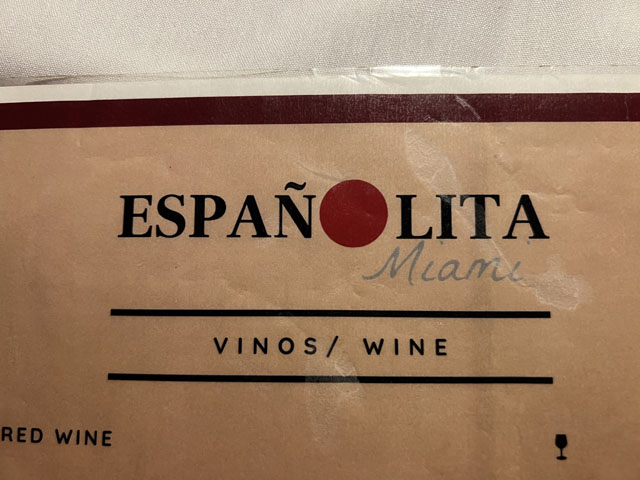 ESPAÑOLITA
Miami
VINOS/ WINE
RED WINE